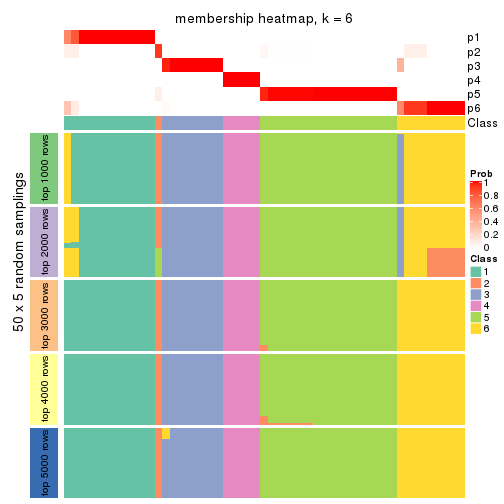 membership heatmap, k = 6
p1
p2
p3
p4
p5
p6
Class
50 x 5 random samplings
top 1000 rows
top 2000 rows
top 3000 rows
top 4000 rows
top 5000 rows
Prob
1
0.8
0.6
0.4
0.2
0
Class
1
2
3
4
5
6